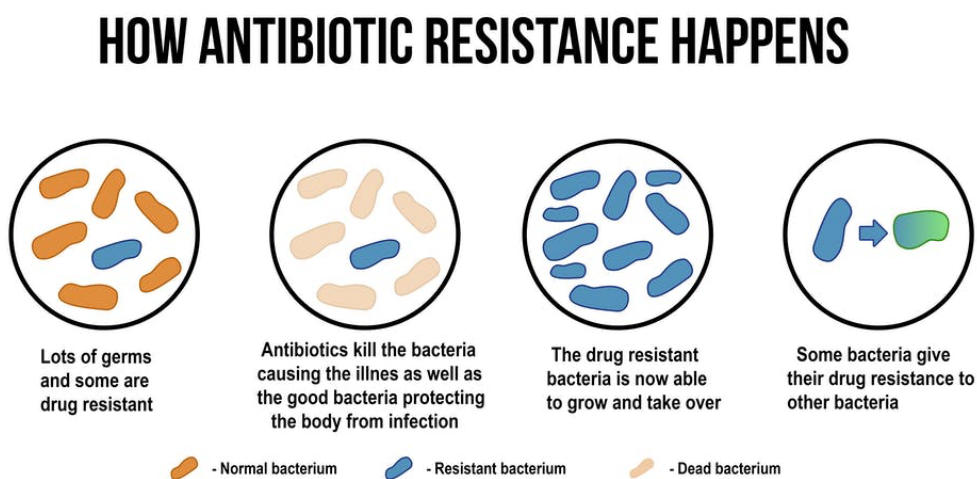 HOW ANTIBIOTIC RESISTANCE HAPPENS
Lots of germs
and some are
drug resistant
Antibiotics kill the bacteria
causing the illnes as well as
the good bacteria protecting
the body from infection
The drug resistant
bacteria is now able
to grow and take over
Some bacteria give
their drug resistance to
other bacteria
- Normal bacterium
- Resistant bacterium
- Dead bacterium